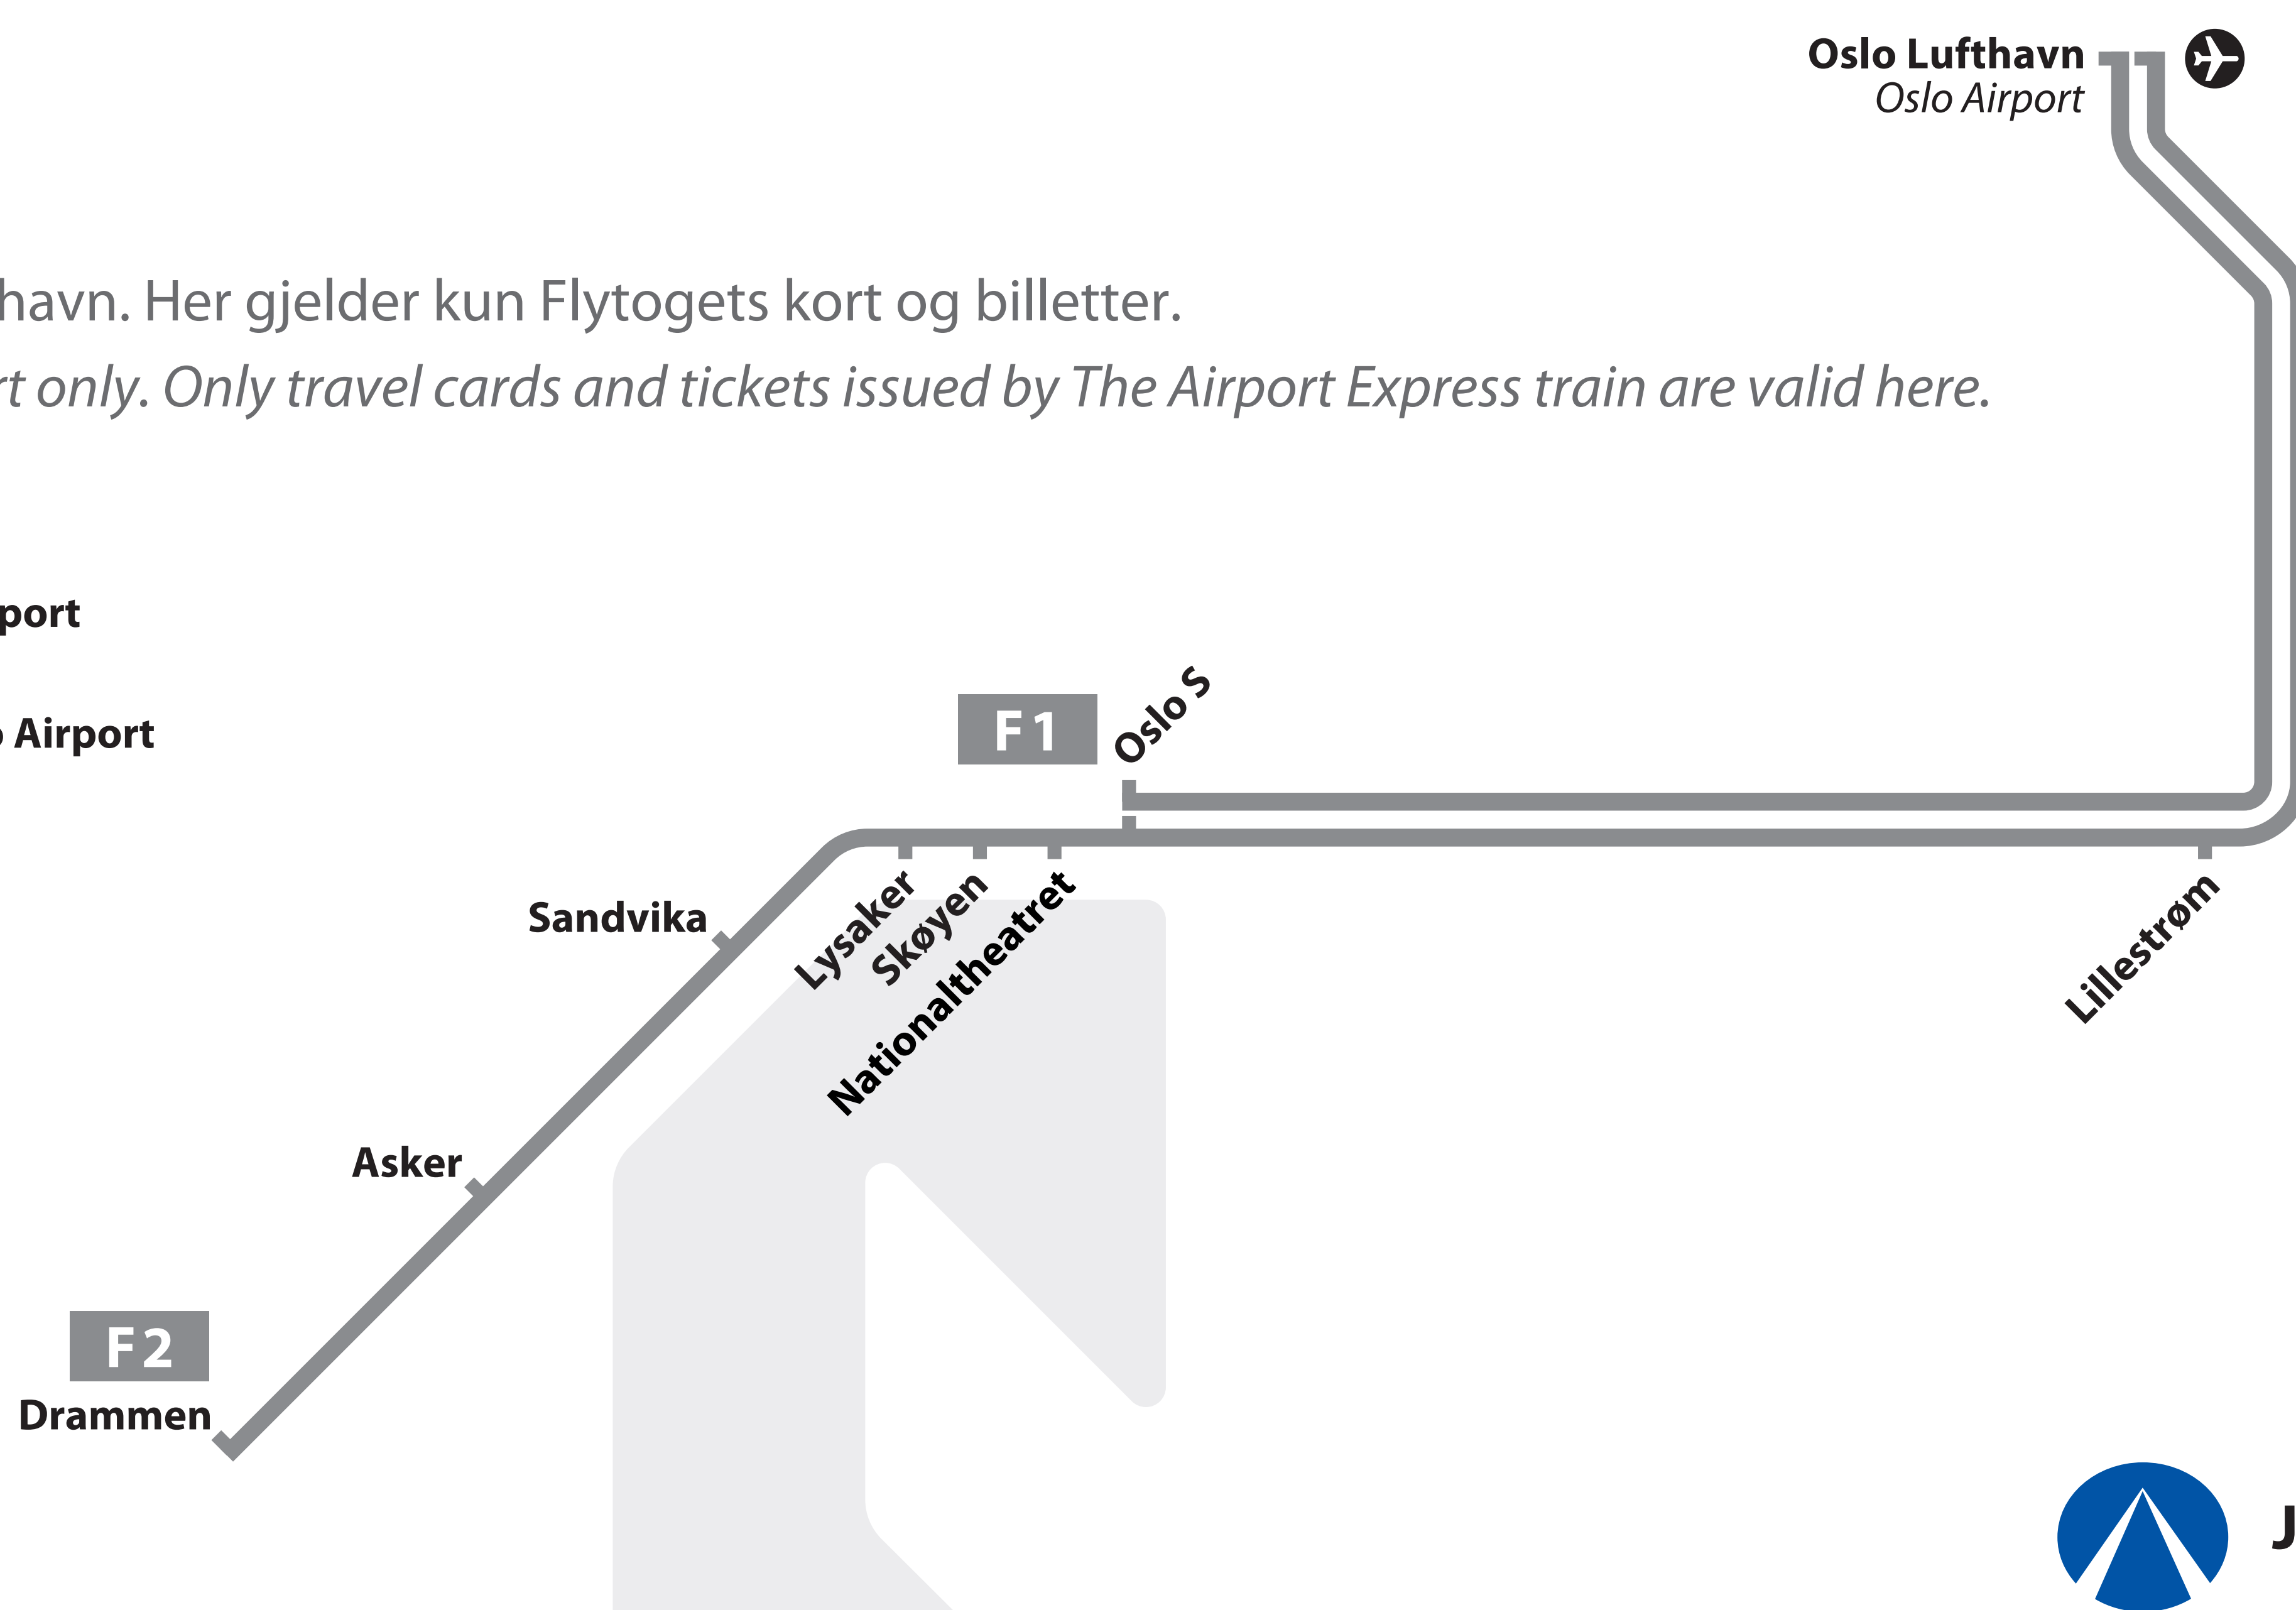 Oslo Lufthavn
Oslo Airport
havn. Her gjelder kun Flytogets kort og billetter.
rt only. Only travel cards and tickets issued by The Airport Express train are valid here.
port
Airport
F1
Oslo S
Sandvika
Lysaker
Skøyen
Nationaltheatret
Lillestrøm
Asker
F2
Drammen
J